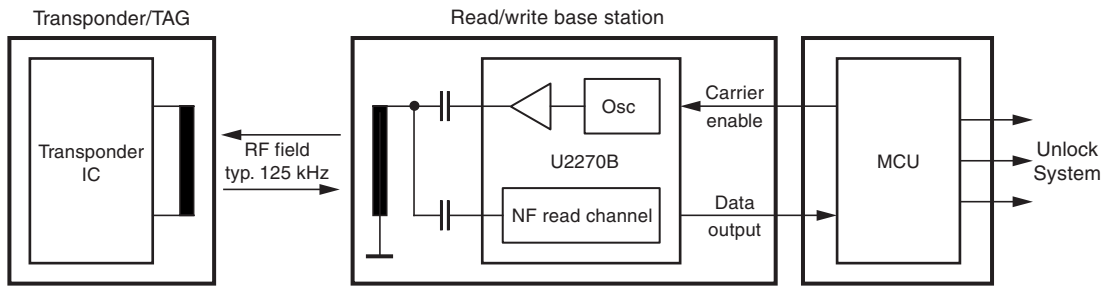 Transponder/TAG
Read/write base station
Transponder
IC
RF field
typ. 125 kHz
Osc
U2270B
NF read channel
Carrier
enable
Data
output
MCU
Unlock
System